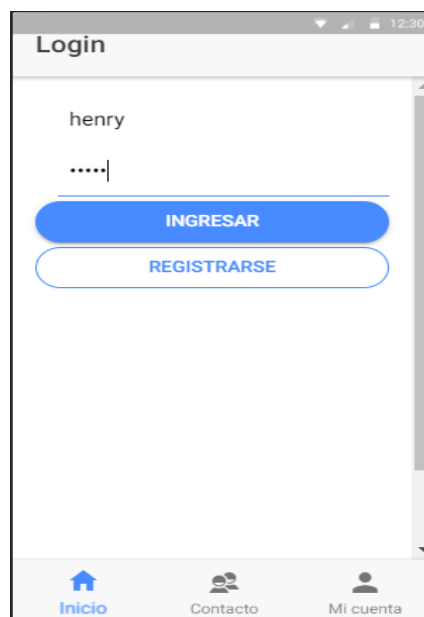 12:30
Login
henry
•••••
INGRESAR
REGISTRARSE
Inicio Contacto Mi cuenta